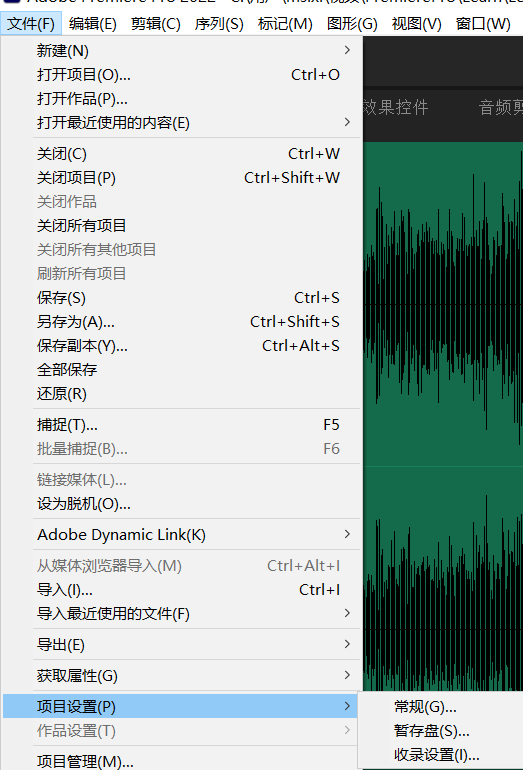 文件(F) 编辑(E) 剪辑(C) 序列(S) 标记(M) 图形(G) 视图(V) 窗口(W)
新建(N)
打开项目(O)... Ctrl+O
打开作品(P)...
打开最近使用的内容(E)
效果控件 音频剪
关闭(C) Ctrl+W
关闭项目(P) Ctrl+Shift+W
关闭作品
关闭所有项目
关闭所有其他项目
刷新所有项目
保存(S) Ctrl+S
另存为(A)... Ctrl+Shift+S
保存副本(Y)... Ctrl+Alt+S
全部保存
还原(R)
捕捉(T)... F5
批量捕捉(B)... F6
链接媒体(L)...
设为脱机(O)...
Adobe Dynamic Link(K)
从媒体浏览器导入(M) Ctrl+Alt+I
导入(I)... Ctrl+I
导入最近使用的文件(F)
导出(E)
获取属性(G)
项目设置(P)
常规(G)...
作品设置(T)
暂存盘(S)...
收录设置(I)...
项目管理(M)...